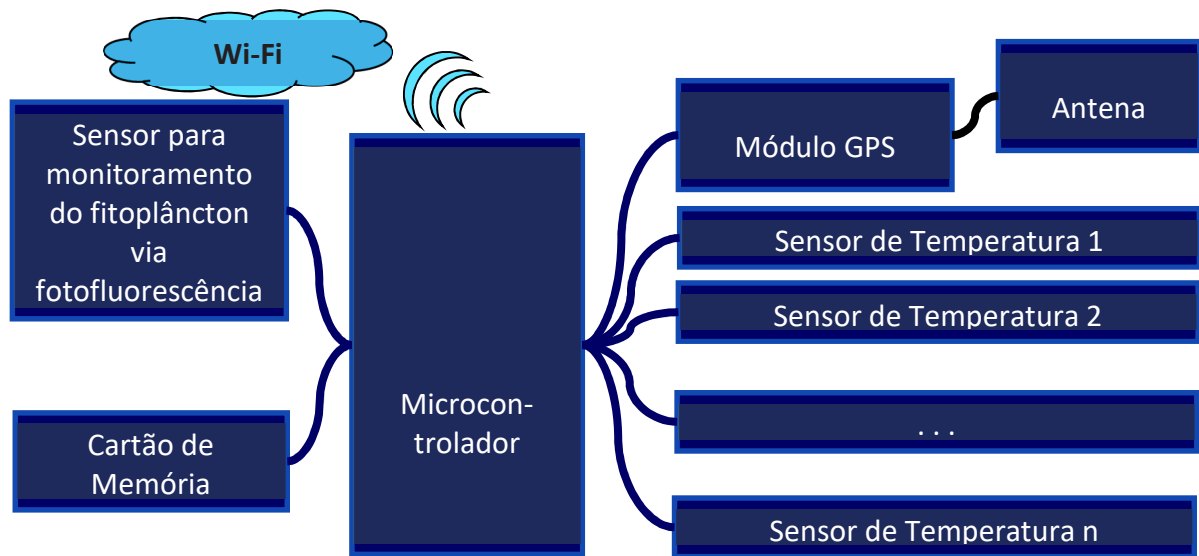 Wi-Fi
Sensor para
monitoramento
do fitoplâncton
via
fotofluorescência
Cartão de
Memória
Microcon-
trolador
Módulo GPS
Antena
Sensor de Temperatura 1
Sensor de Temperatura 2
. . .
Sensor de Temperatura n